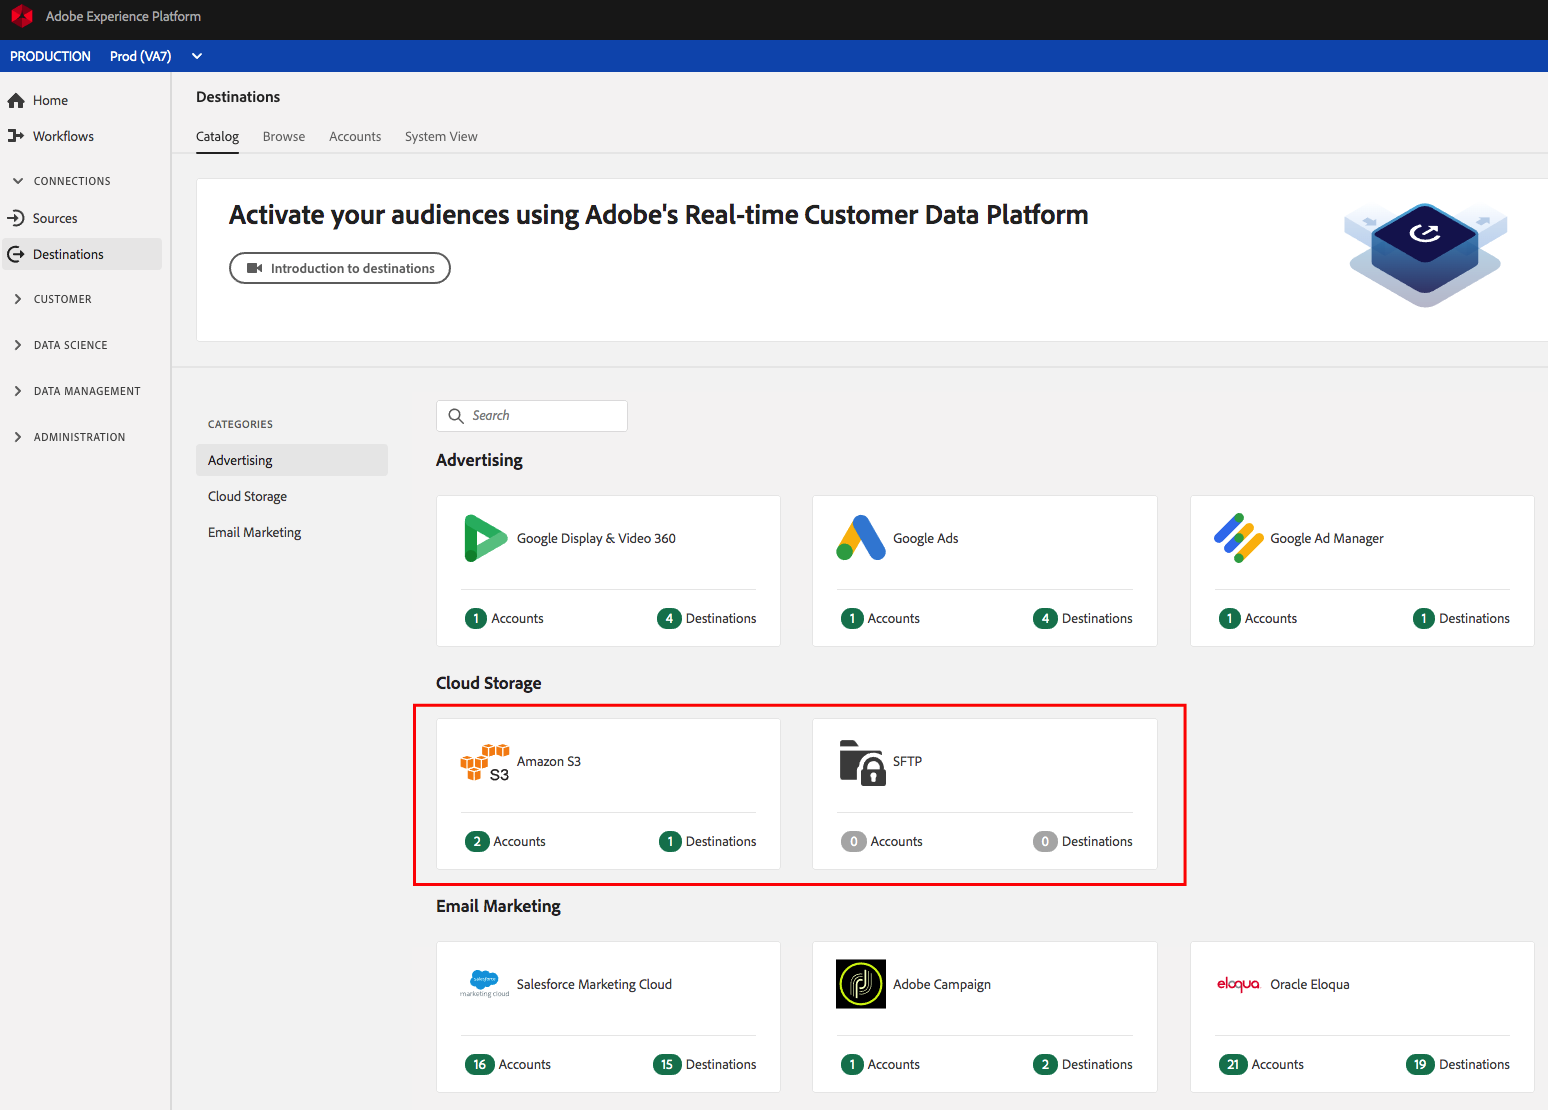 Adobe Experience Platform
PRODUCTION Prod (VA7)
Home
Workflows
CONNECTIONS
Sources
Destinations
CUSTOMER
DATA SCIENCE
DATA MANAGEMENT
ADMINISTRATION
Destinations
Catalog Browse Accounts System View
Activate your audiences using Adobe's Real-time Customer Data Platform
Introduction to destinations
CATEGORIES
Advertising
Cloud Storage
Email Marketing
Search
Advertising
Google Display & Video 360
1 Accounts 4 Destinations
Google Ads
1 Accounts 4 Destinations
Google Ad Manager
1 Accounts 1 Destinations
Cloud Storage
S3 Amazon S3
2 Accounts 1 Destinations
SFTP
0 Accounts 0 Destinations
Email Marketing
salesforce
marketing cloud
Salesforce Marketing Cloud
16 Accounts 15 Destinations
Adobe Campaign
1 Accounts 2 Destinations
eloqua Oracle Eloqua
21 Accounts 19 Destinations